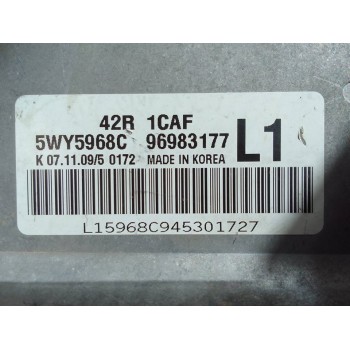 42R 1CAF
5WY5968C 96983177 L1
K 07.11.09/5 0172 MADE IN KOREA
L15968C945301727